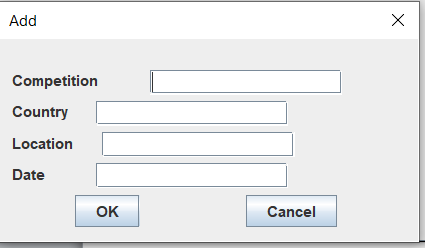 Add
Competition
Country
Location
Date
OK Cancel